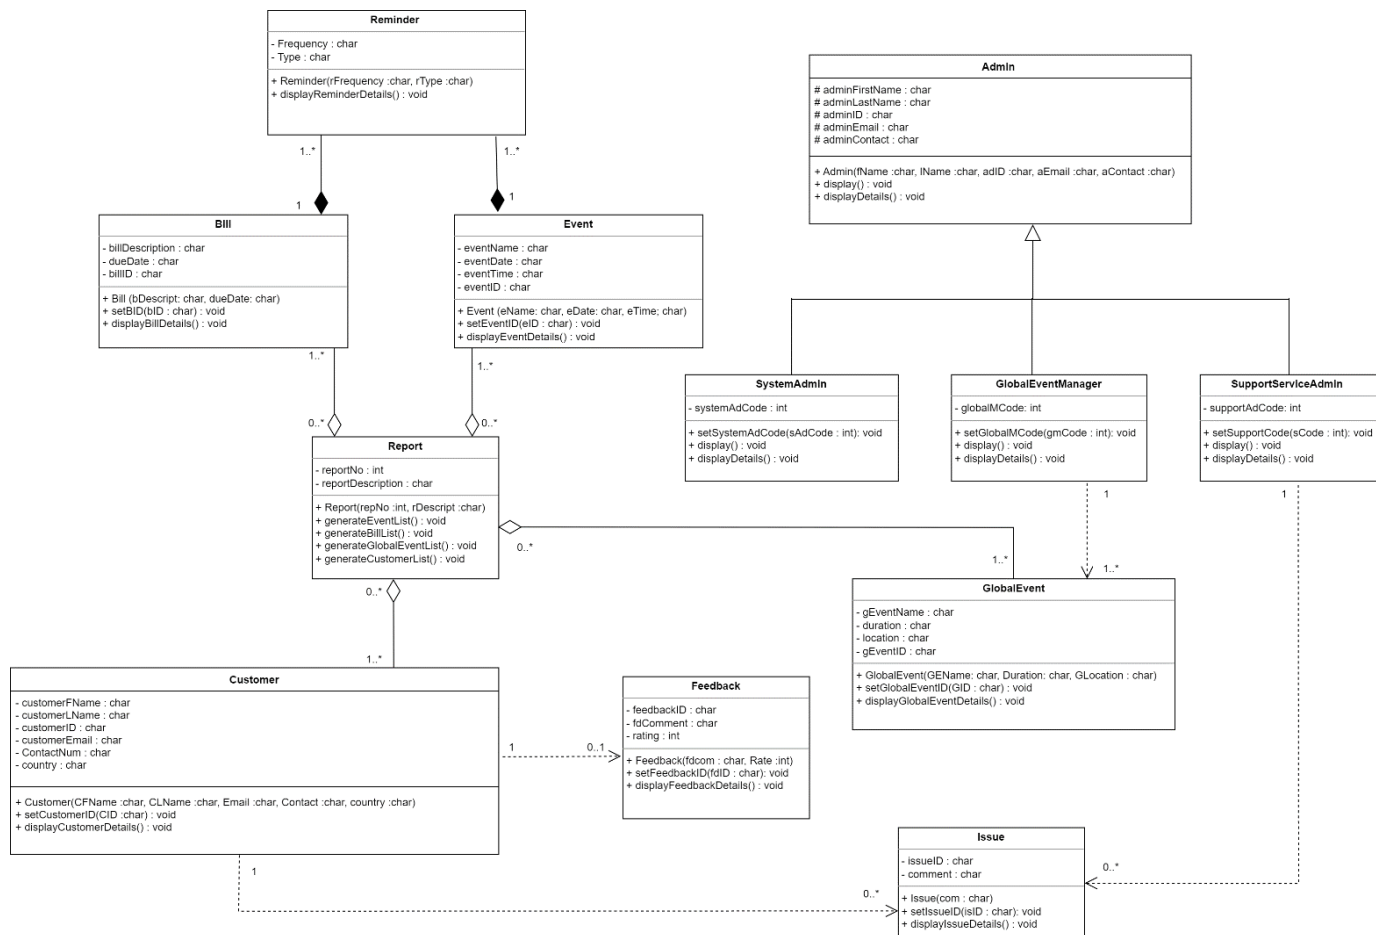 Reminder
- Frequency : char
- Type : char
+ Reminder(rFrequency :char, rType :char)
+ displayReminderDetails() : void
1..*
1..*
1
1
Bill
- billDescription : char
- dueDate : char
- billID : char
+ Bill (bDescript: char, dueDate: char)
+ setBID(bID : char) : void
+ displayBillDetails() : void
Event
- eventName : char
- eventDate : char
- eventTime : char
- eventID : char
+ Event (eName: char, eDate: char, eTime; char)
+ setEventID(eID : char) : void
+ displayEventDetails() : void
1..*
1..*
0..*
0..*
Report
- reportNo : int
- reportDescription : char
+ Report(repNo :int, rDescript :char)
+ generateEventList() : void
+ generateBillList() : void
+ generateGlobalEventList() : void
+ generateCustomerList() : void
0..*
1..*
0..*
1..*
Admin
# adminFirstName : char
# adminLastName : char
# adminID : char
# adminEmail : char
# adminContact : char
+ Admin(fName :char, lName :char, adID :char, aEmail :char, aContact :char)
+ display() : void
+ displayDetails() : void
SystemAdmin
- systemAdCode : int
+ setSystemAdCode(sAdCode : int): void
+ display() : void
+ displayDetails() : void
GlobalEventManager
- globalMCode: int
+ setGlobalMCode(gmCode : int): void
+ display() : void
+ displayDetails() : void
SupportServiceAdmin
- supportAdCode: int
+ setSupportCode(sCode : int): void
+ display() : void
+ displayDetails() : void
1
1
1..*
GlobalEvent
- gEventName : char
- duration : char
- location : char
- gEventID : char
+ GlobalEvent(GEName: char, Duration: char, GLocation : char)
+ setGlobalEventID(GID : char) : void
+ displayGlobalEventDetails() : void
Customer
- customerFName : char
- customerLName : char
- customerID : char
- customerEmail : char
- ContactNum : char
- country : char
+ Customer(CFName :char, CLName :char, Email :char, Contact :char, country :char)
+ setCustomerID(CID :char) : void
+ displayCustomerDetails() : void
1
0..1
Feedback
- feedbackID : char
- fdComment : char
- rating : int
+ Feedback(fdcom : char, Rate :int)
+ setFeedbackID(fdID : char): void
+ displayFeedbackDetails() : void
1
0..*
0..*
Issue
- issueID : char
- comment : char
+ Issue(com : char)
+ setIssueID(isID : char): void
+ displayIssueDetails() : void